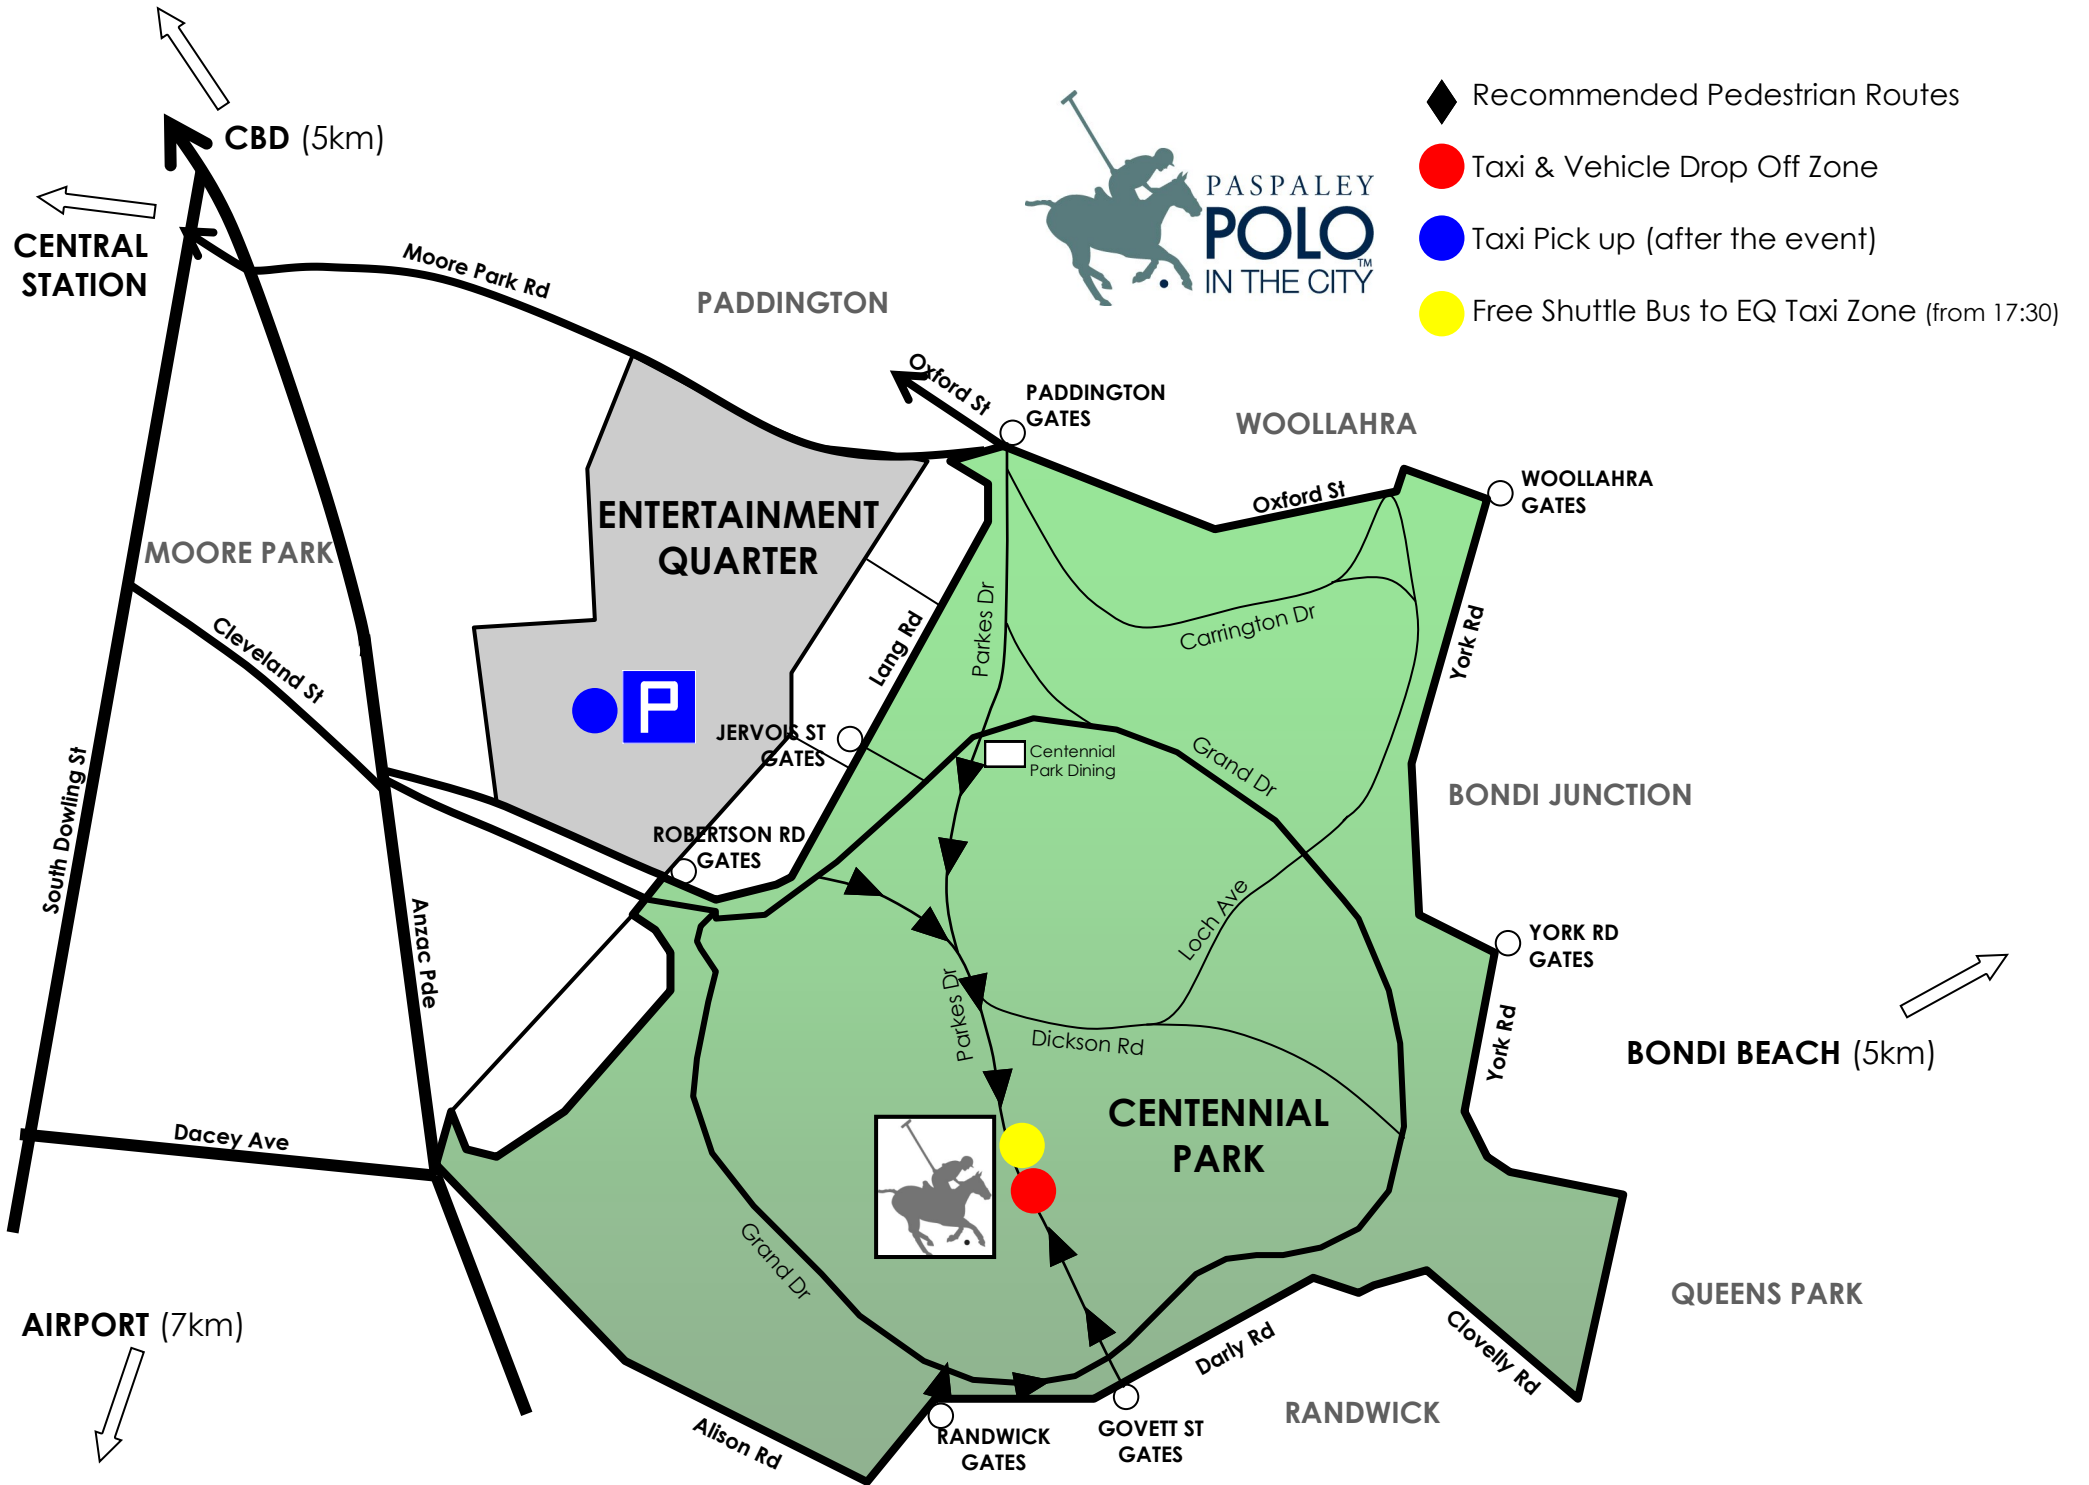 CBD (5km)
CENTRAL
STATION
Moore Park Rd
PADDINGTON
PASPALEY
POLO
TM
IN THE CITY
Recommended Pedestrian Routes
Taxi & Vehicle Drop Off Zone
Taxi Pick up (after the event)
Free Shuttle Bus to EQ Taxi Zone (from 17:30)
Oxford St
PADDINGTON
GATES
WOOLLAHRA
Oxford St
WOOLLAHRA
GATES
ENTERTAINMENT
QUARTER
MOORE PARK
Cleveland St
Lang Rd
Parkes Dr
Carrington Dr
York Rd
P
JERVOIS ST
GATES
Centennial
Park Dining
Grand Dr
BONDI JUNCTION
South Dowling St
ROBERTSON RD
GATES
Anzac Pde
Loch Ave
YORK RD
GATES
Parkes Dr
Dickson Rd
York Rd
BONDI BEACH (5km)
CENTENNIAL
PARK
Dacey Ave
Grand Dr
AIRPORT (7km)
QUEENS PARK
Darly Rd
Clovelly Rd
RANDWICK
Alison Rd
RANDWICK
GATES
GOVETT ST
GATES